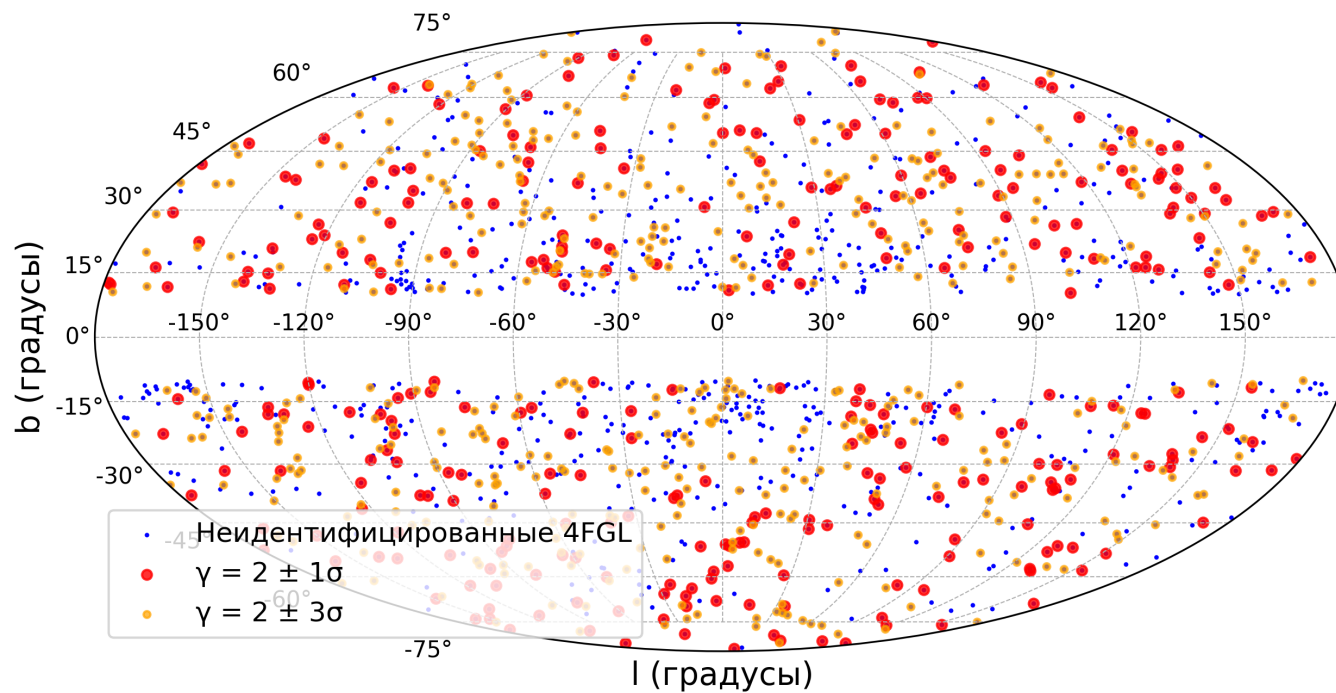 75°
60°
45°
30°
15°
-150° -120° -90° -60° -30° 0 30° 60° 90° 120° 150°
0°
b (градусы)
-15°
-30°
-45°
-60°
-75°
Неидентифицированные 4FGL
γ = 2 ± 1σ
γ = 2 ± 3σ
l (градусы)